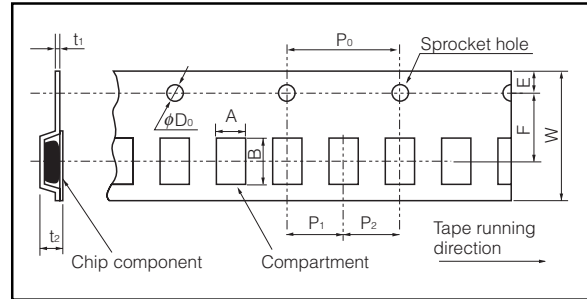 t1
P0
Sprocket hole
E
A
F
W
ϕD0
B
t2
P1
P2
Tape running
direction
Chip component
Compartment